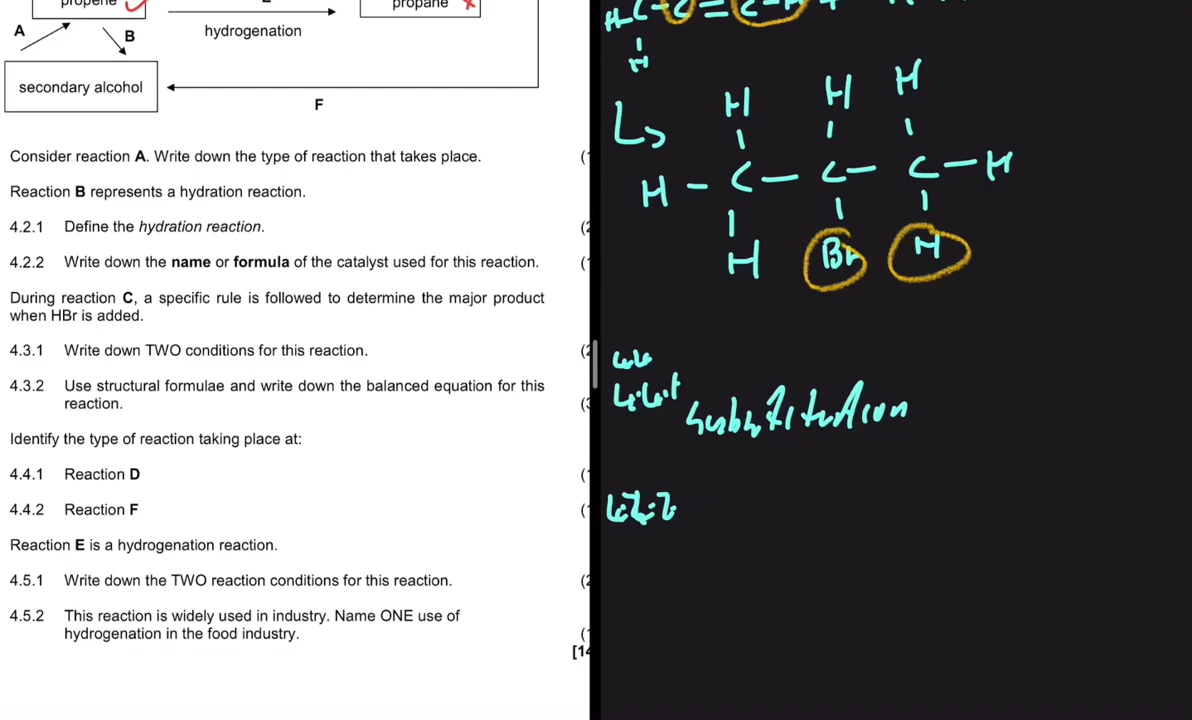 propene
E
propane
A
B
hydrogenation
secondary alcohol
F
Consider reaction A. Write down the type of reaction that takes place.
Reaction B represents a hydration reaction.
4.2.1 Define the hydration reaction. (2
4.2.2 Write down the name or formula of the catalyst used for this reaction.
During reaction C, a specific rule is followed to determine the major product
when HBr is added.
4.3.1 Write down TWO conditions for this reaction. (2
4.3.2 Use structural formulae and write down the balanced equation for this
reaction. (3
Identify the type of reaction taking place at:
4.4.1 Reaction D
4.4.2 Reaction F
Reaction E is a hydrogenation reaction.
4.5.1 Write down the TWO reaction conditions for this reaction. (2
4.5.2 This reaction is widely used in industry. Name ONE use of
hydrogenation in the food industry.
[14
H - C - C = C - H +
H
H H H
H - C - C - C - H
H Br H
substitution